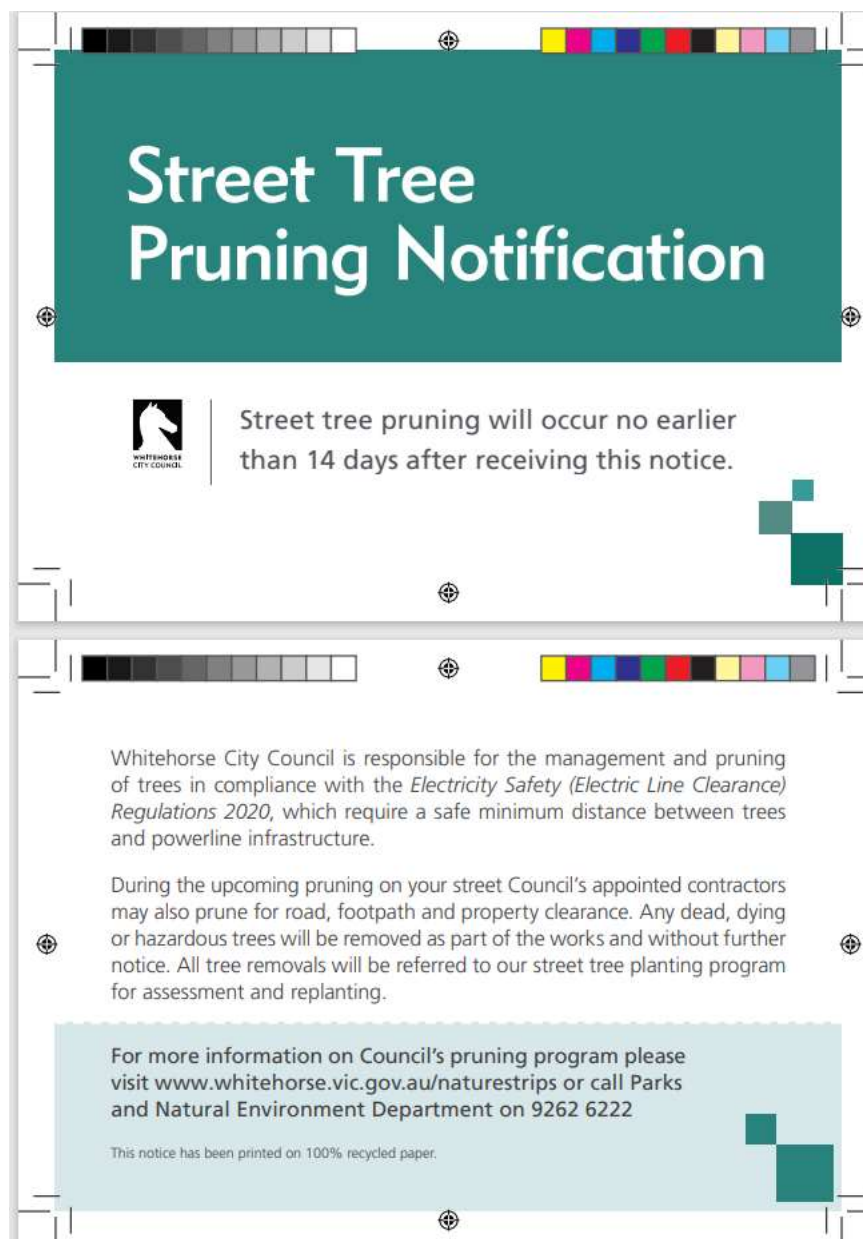 Street Tree
Pruning Notification
WHITEHORSE
CITY COUNCIL
Street tree pruning will occur no earlier
than 14 days after receiving this notice.
Whitehorse City Council is responsible for the management and pruning
of trees in compliance with the Electricity Safety (Electric Line Clearance)
Regulations 2020, which require a safe minimum distance between trees
and powerline infrastructure.
During the upcoming pruning on your street Council’s appointed contractors
may also prune for road, footpath and property clearance. Any dead, dying
or hazardous trees will be removed as part of the works and without further
notice. All tree removals will be referred to our street tree planting program
for assessment and replanting.
For more information on Council’s pruning program please
visit www.whitehorse.vic.gov.au/naturestrips or call Parks
and Natural Environment Department on 9262 6222
This notice has been printed on 100% recycled paper.